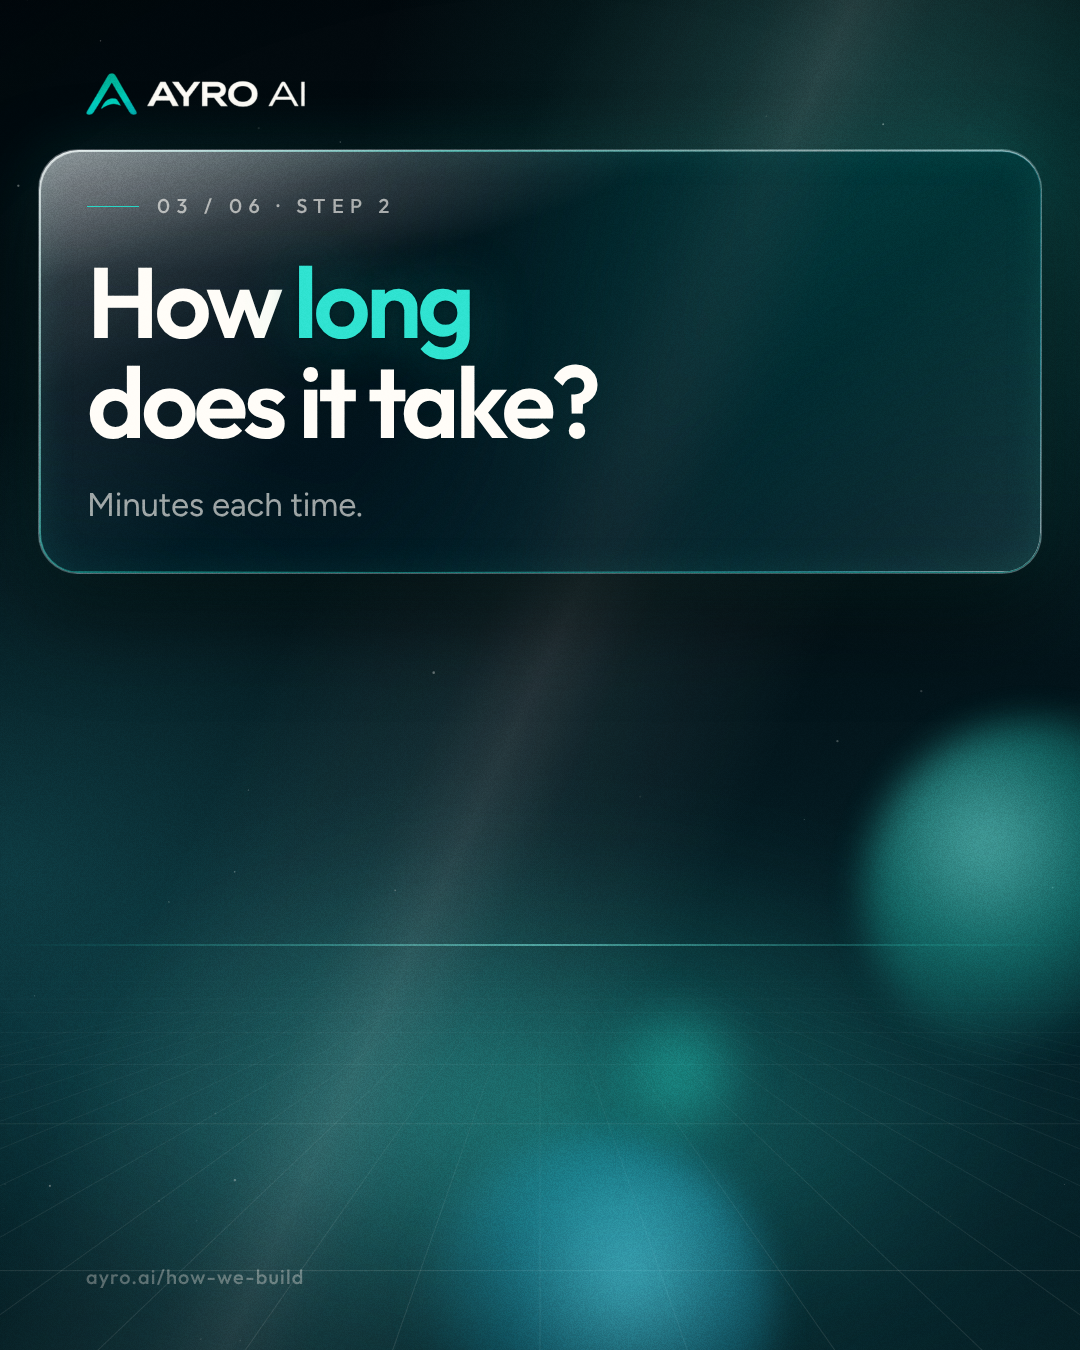 AYRO AI
03 / 06 · STEP 2
How long
does it take?
Minutes each time.
ayro.ai/how-we-build